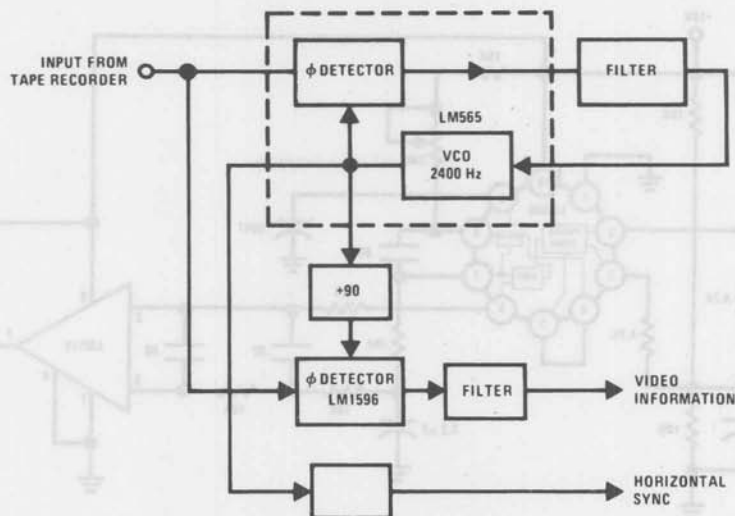 INPUT FROM
TAPE RECORDER
ϕ DETECTOR
FILTER
LM565
VCO
2400 Hz
+90
ϕ DETECTOR
LM1596
FILTER
VIDEO
INFORMATION
HORIZONTAL
SYNC